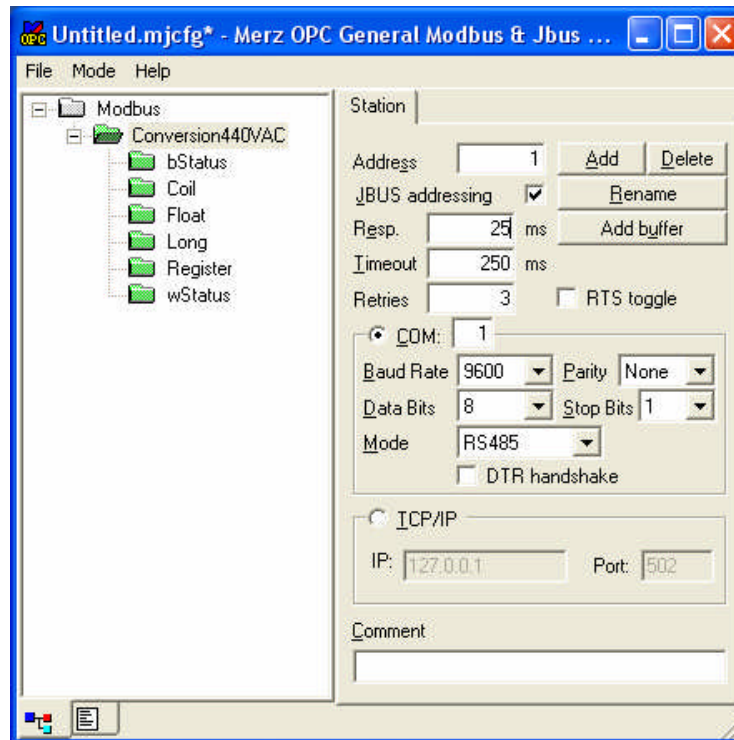 Untitled.mjcfg* - Merz OPC General Modbus & Jbus ...
File Mode Help
Modbus
Conversion440VAC
bStatus
Coil
Float
Long
Register
wStatus
Station
Address 1 Add Delete
JBUS addressing Rename
Resp. 25 ms Add buffer
Timeout 250 ms
Retries 3 RTS toggle
COM: 1
Baud Rate 9600 Parity None
Data Bits 8 Stop Bits 1
Mode RS485
DTR handshake
TCP/IP
IP: 127.0.0.1 Port: 502
Comment